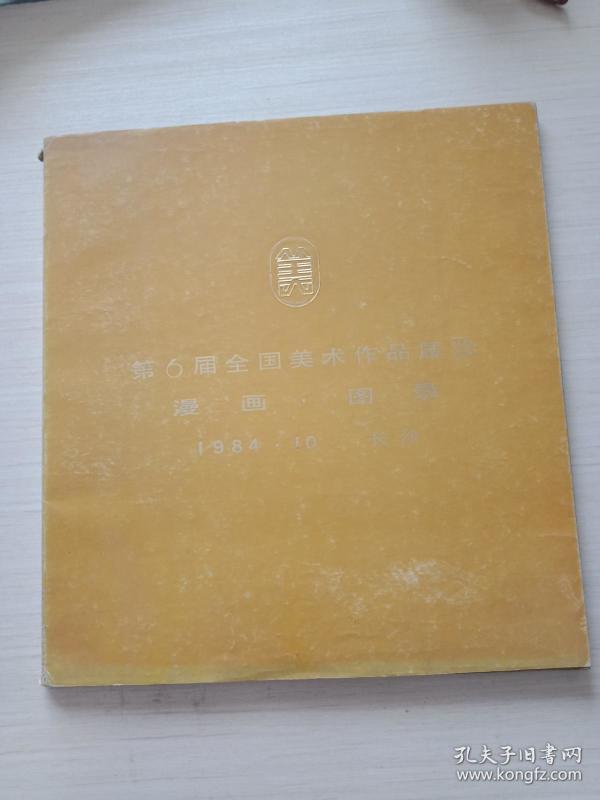 美
第6届全国美术作品展览
漫画·图录
1984·10 长沙
孔夫子旧书网
www.kongfz.com